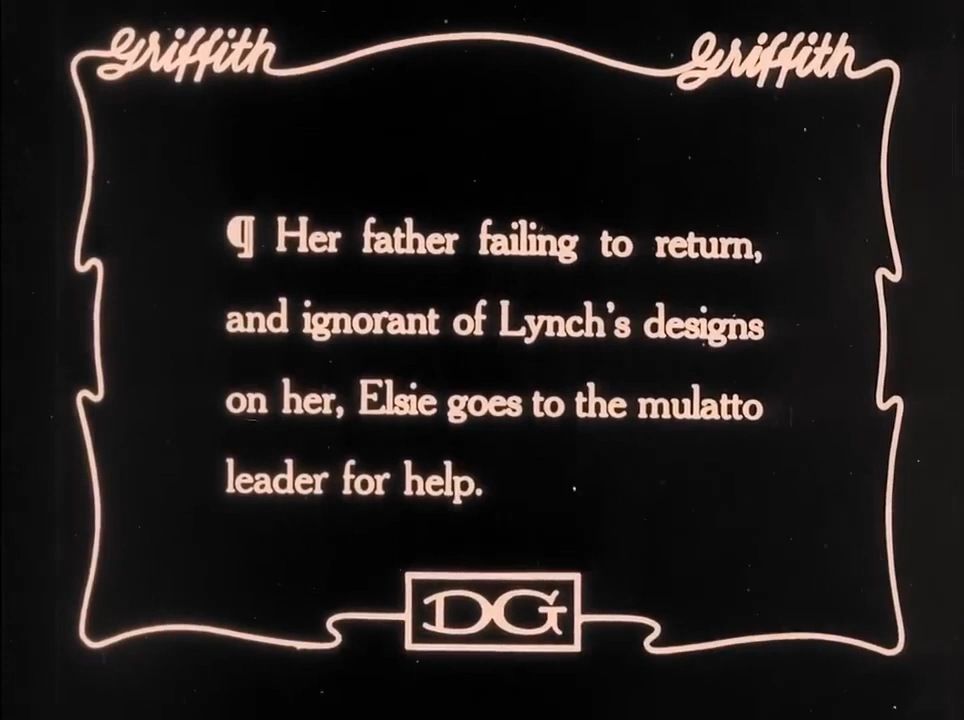 Griffith Griffith
¶ Her father failing to return,
and ignorant of Lynch's designs
on her, Elsie goes to the mulatto
leader for help.
DG